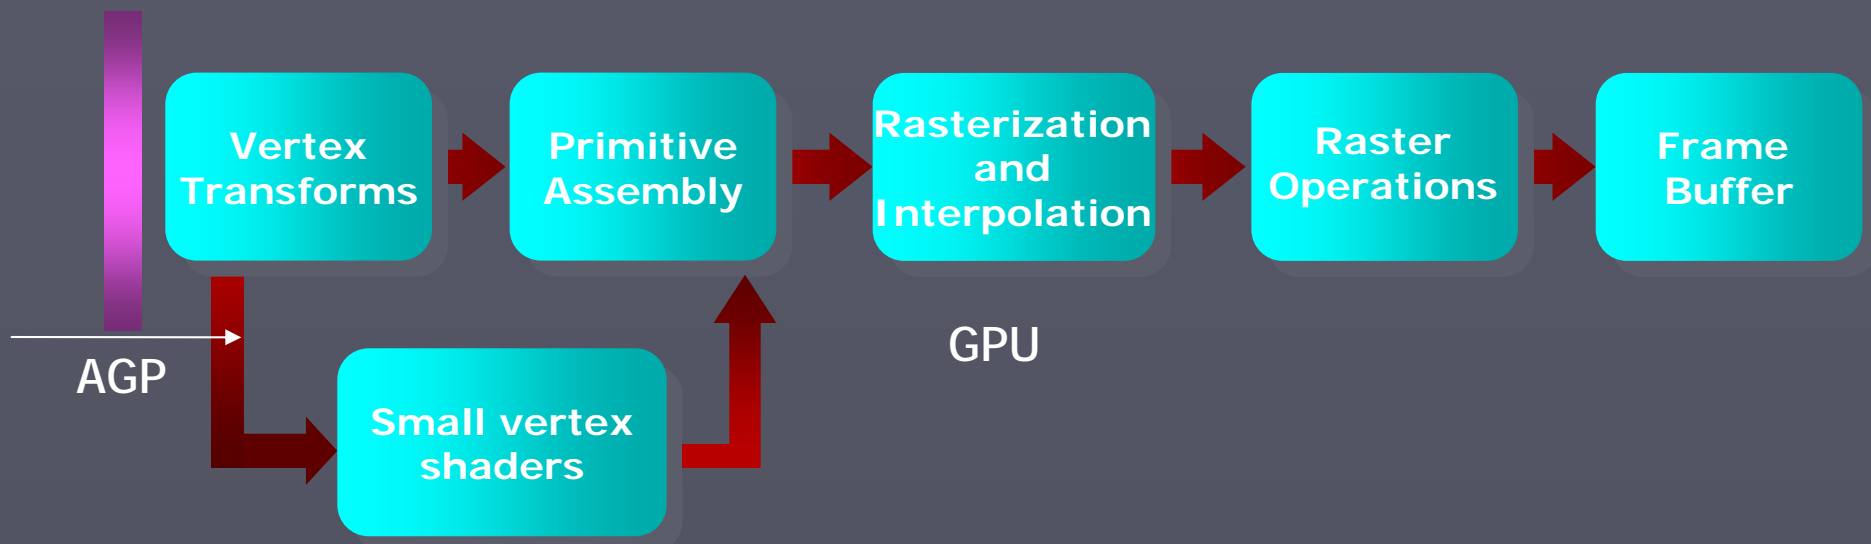 Vertex
Transforms
Primitive
Assembly
Rasterization
and
Interpolation
Raster
Operations
Frame
Buffer
AGP
GPU
Small vertex
shaders